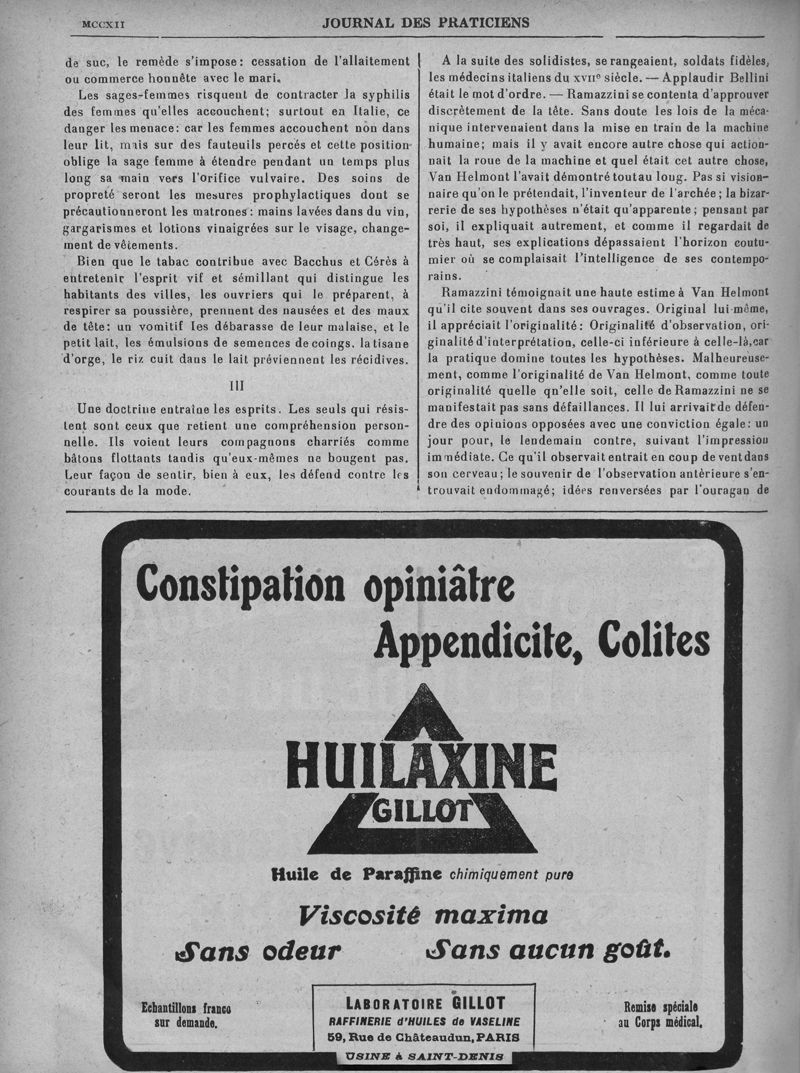 MCCXII
JOURNAL DES PRATICIENS
de suc, le remède s'impose: cessation de l'allaitement
ou commerce honnête avec le mari.
Les sages-femmes risquent de contracter la syphilis
des femmes qu'elles accouchent; surtout en Italie, ce
danger les menace: car les femmes accouchent non dans
leur lit, mais sur des fauteuils percés et cette position
oblige la sage femme à étendre pendant un temps plus
long sa main vers l'orifice vulvaire. Des soins de
propreté seront les mesures prophylactiques dont se
précautionneront les matrones: mains lavées dans du vin,
gargarismes et lotions vinaigrées sur le visage, change-
ment de vêtements.
Bien que le tabac contribue avec Bacchus et Cérès à
entretenir l'esprit vif et sémillant qui distingue les
habitants des villes, les ouvriers qui le préparent, à
respirer sa poussière, prennent des nausées et des maux
de tête: un vomitif les débarasse de leur malaise, et le
petit lait, les émulsions de semences de coings, la tisane
d'orge, le riz cuit dans le lait préviennent les récidives.
III
Une doctrine entraîne les esprits. Les seuls qui résis-
tent sont ceux que retient une compréhension person-
nelle. Ils voient leurs compagnons charriés comme
bâtons flottants tandis qu'eux-mêmes ne bougent pas.
Leur façon de sentir, bien à eux, les défend contre les
courants de la mode.
A la suite des solidistes, se rangeaient, soldats fidèles,
les médecins italiens du XVIIe siècle. — Applaudir Bellini
était le mot d'ordre. — Ramazzini se contenta d'approuver
discrètement de la tête. Sans doute les lois de la méca-
nique intervenaient dans la mise en train de la machine
humaine; mais il y avait encore autre chose qui action-
nait la roue de la machine et quel était cet autre chose,
Van Helmont l'avait démontré tout au loug. Pas si vision-
naire qu'on le prétendait, l'inventeur de l'archée; la bizar-
rerie de ses hypothèses n'était qu'apparente; pensant par
soi, il expliquait autrement, et comme il regardait de
très haut, ses explications dépassaient l'horizon coutu-
mier où se complaisait l'intelligence de ses contempo-
rains.
Ramazzini témoignait une haute estime à Van Helmont
qu'il cite souvent dans ses ouvrages. Original lui-même,
il appréciait l'originalité: Originalité d'observation, ori-
ginalité d'interprétation, celle-ci inférieure à celle-là, car
la pratique domine toutes les hypothèses. Malheureuse-
ment, comme l'originalité de Van Helmont, comme toute
originalité quelle qu'elle soit, celle de Ramazzini ne se
manifestait pas sans défaillances. Il lui arrivait de défen-
dre des opinions opposées avec une conviction égale: un
jour pour, le lendemain contre, suivant l'impression
immédiate. Ce qu'il observait entrait en coup de vent dans
son cerveau; le souvenir de l'observation antérieure s'en-
trouvait endommagé; idées renversées par l'ouragan de
Constipation opiniâtre
Appendicite, Colites
HUILAXINE
GILLOT
Huile de Paraffine chimiquement pure
Viscosité maxima
Sans odeur Sans aucun goût.
Echantillons franco
sur demande.
LABORATOIRE GILLOT
RAFFINERIE d'HUILES de VASELINE
59, Rue de Châteaudun, PARIS
USINE à SAINT-DENIS
Remise spéciale
au Corps médical.